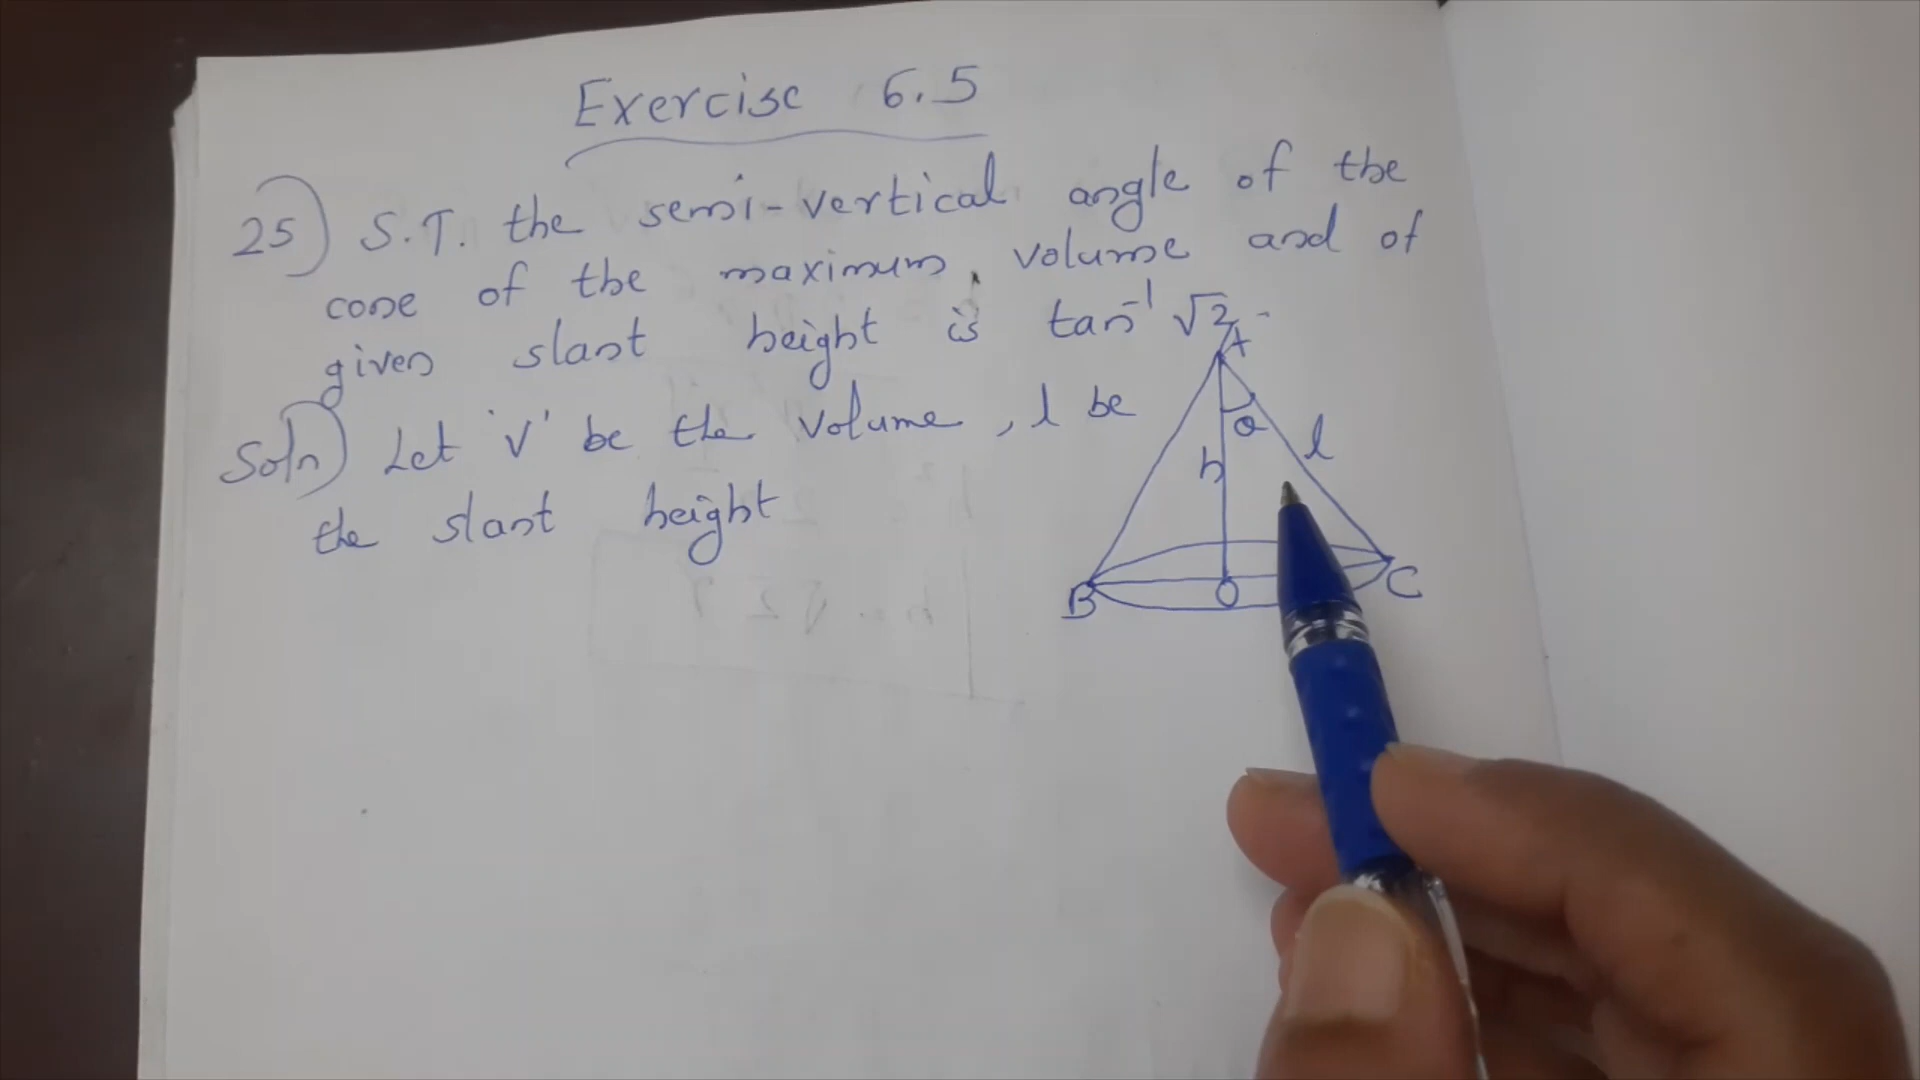 Exercise 6.5
25) S.T. the semi-vertical angle of the
cone of the maximum volume and of
given slant height is tan⁻¹ √2.
Soln) Let 'V' be the volume, l be
the slant height
A
θ
h
l
B
O
C